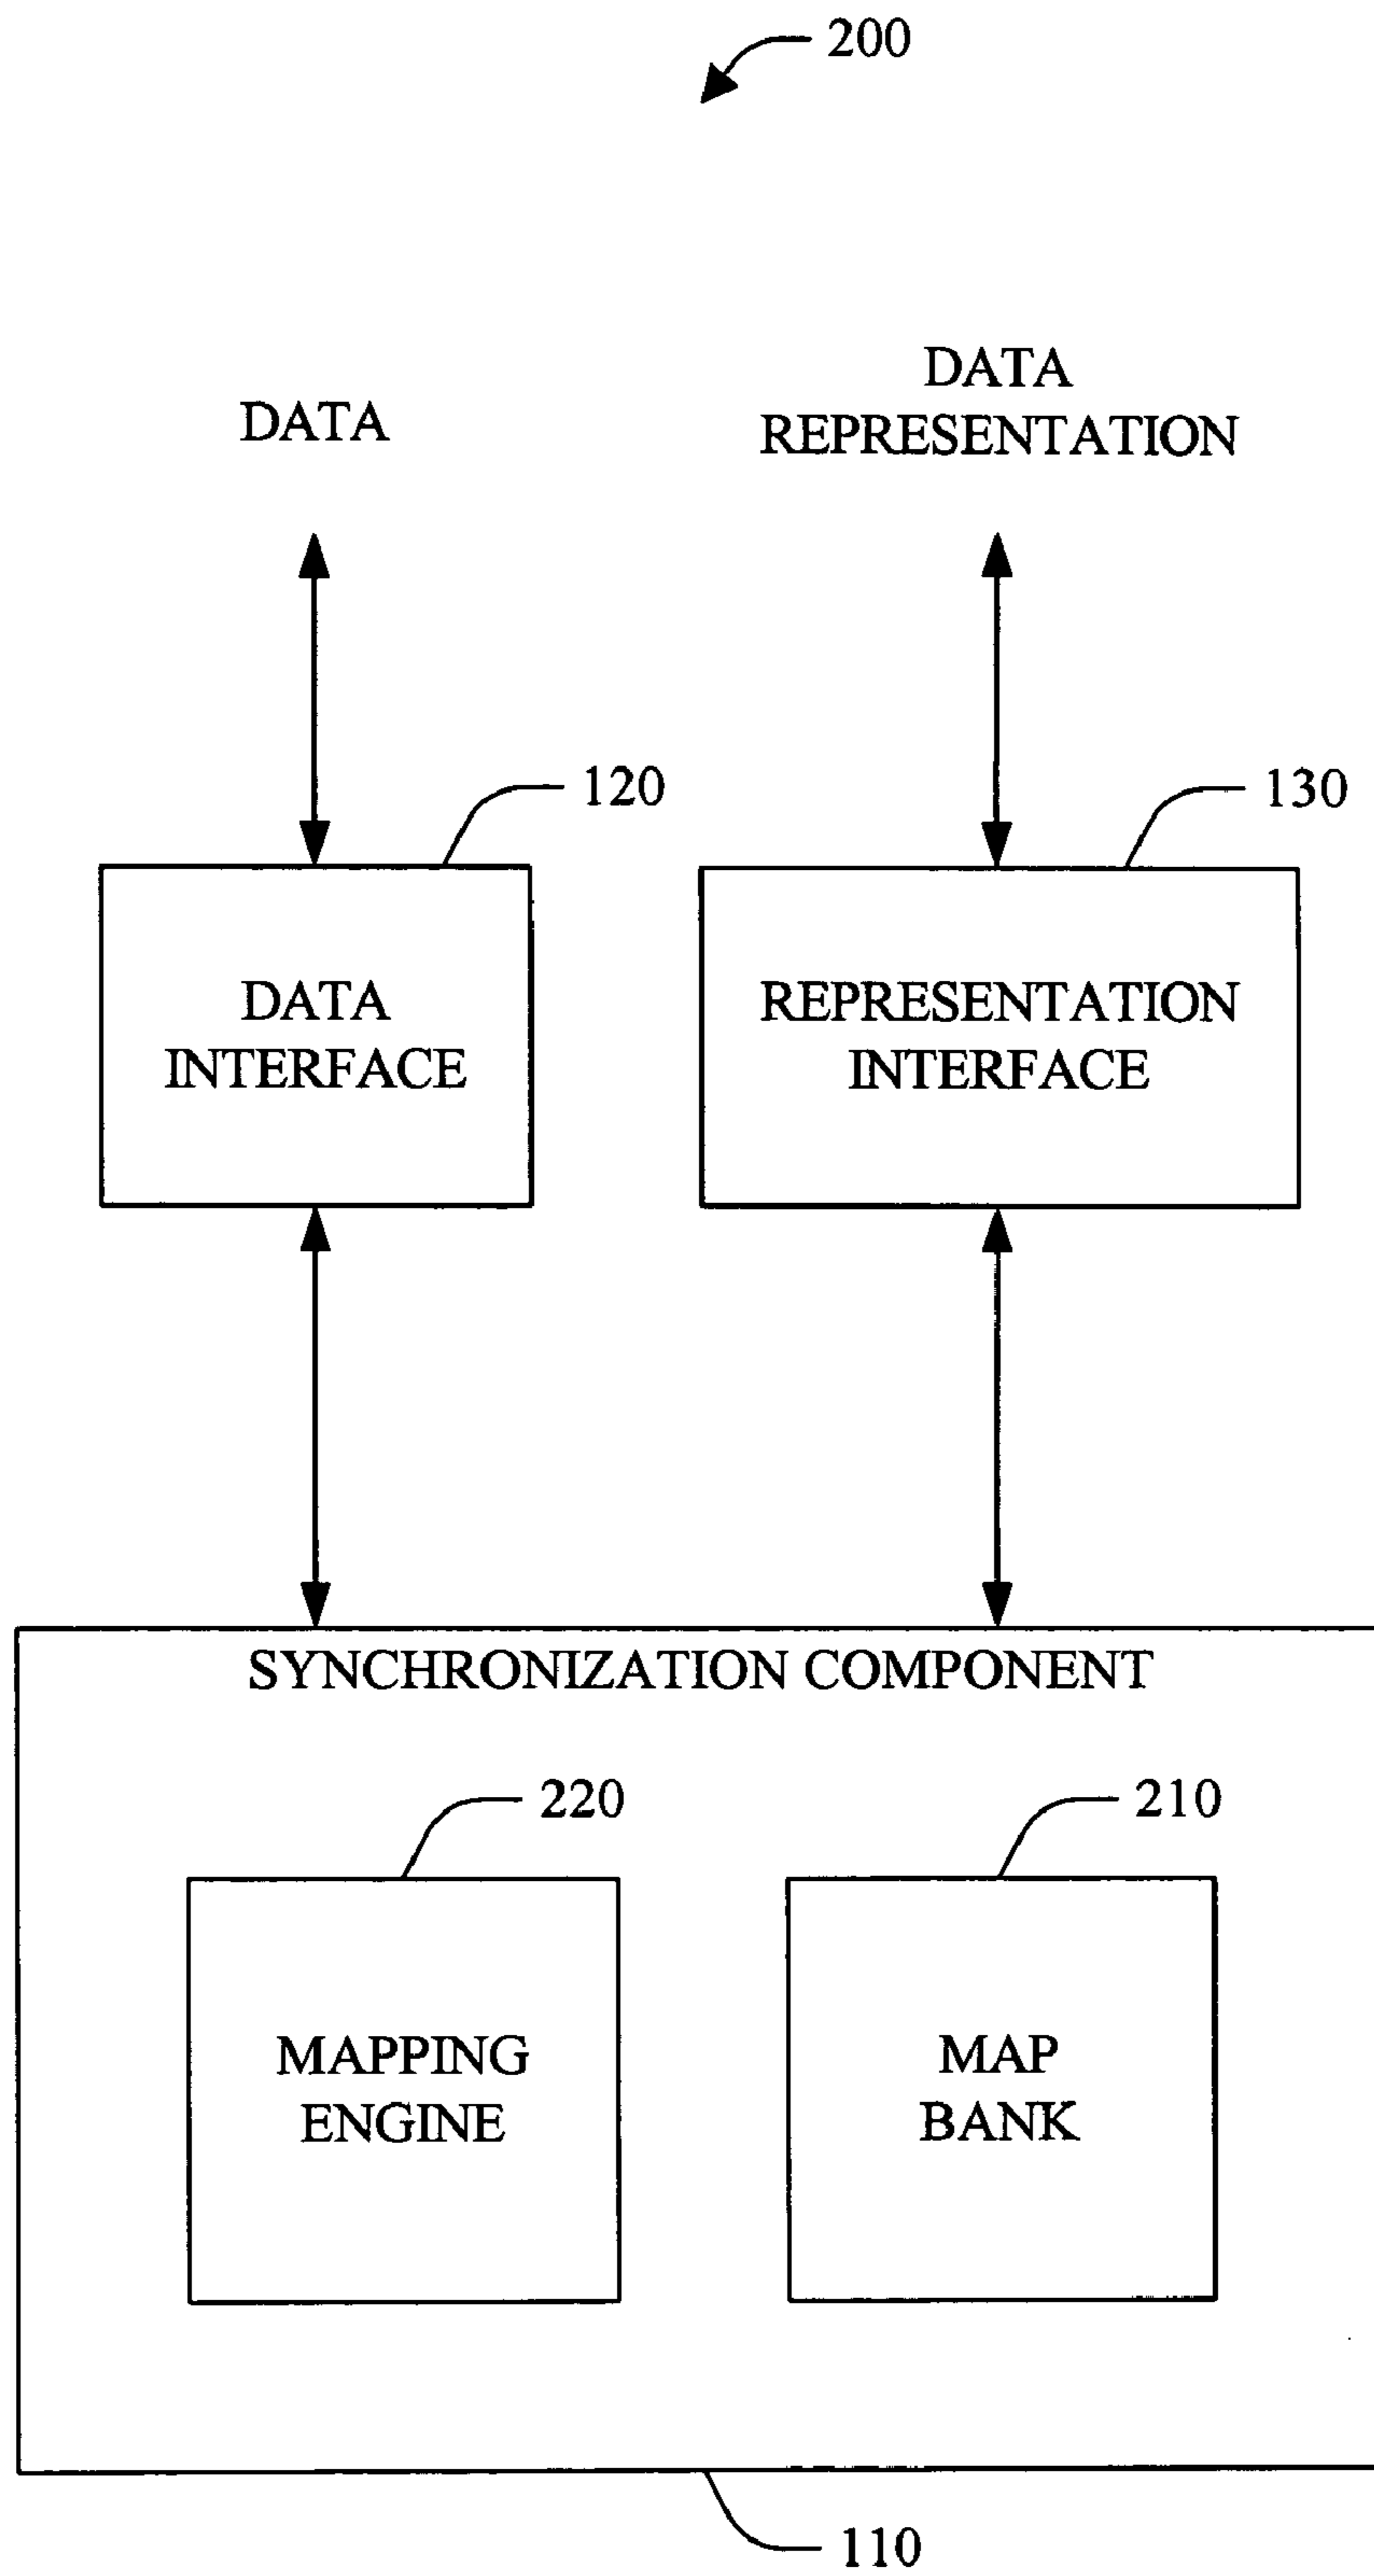 200
DATA
DATA
REPRESENTATION
120
130
DATA
INTERFACE
REPRESENTATION
INTERFACE
SYNCHRONIZATION COMPONENT
220
210
MAPPING
ENGINE
MAP
BANK
110